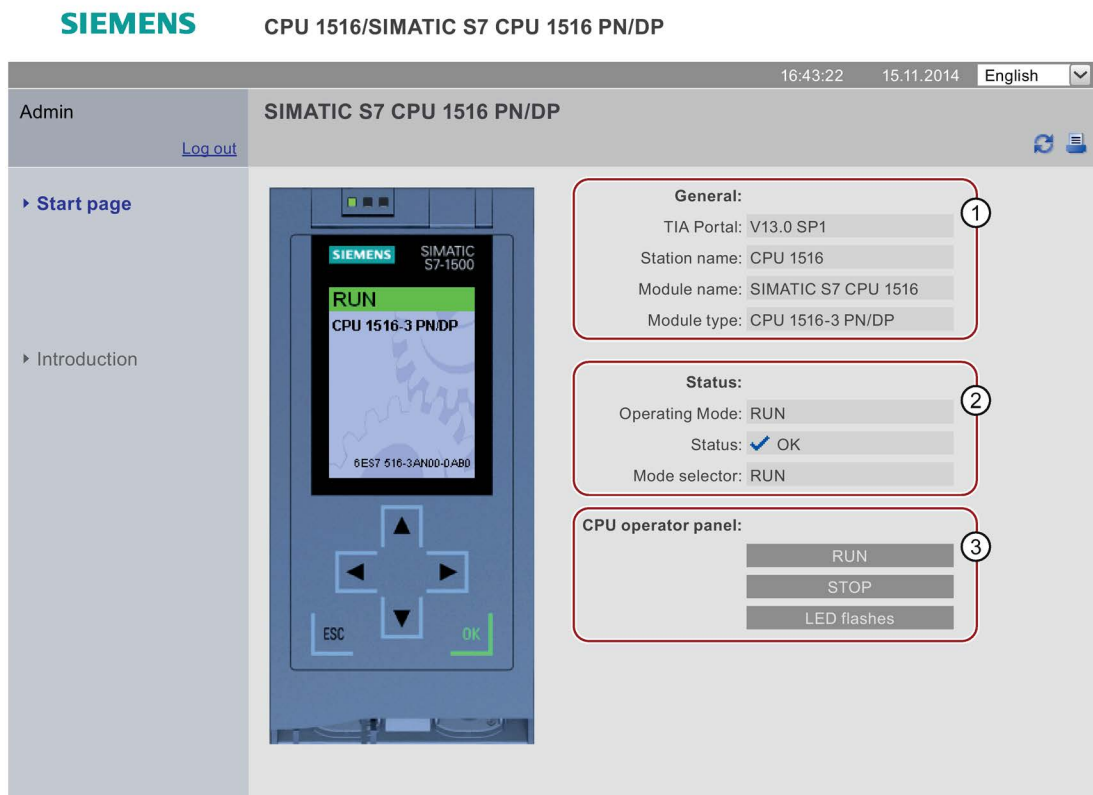 SIEMENS CPU 1516/SIMATIC S7 CPU 1516 PN/DP
16:43:22 15.11.2014 English
Admin
Log out
SIMATIC S7 CPU 1516 PN/DP
Start page
Introduction
SIEMENS SIMATIC
S7-1500
RUN
CPU 1516-3 PN/DP
6ES7 516-3AN00-0AB0
ESC OK
General:
TIA Portal: V13.0 SP1
Station name: CPU 1516
Module name: SIMATIC S7 CPU 1516
Module type: CPU 1516-3 PN/DP
1
Status:
Operating Mode: RUN
Status: OK
Mode selector: RUN
2
CPU operator panel:
RUN
STOP
LED flashes
3